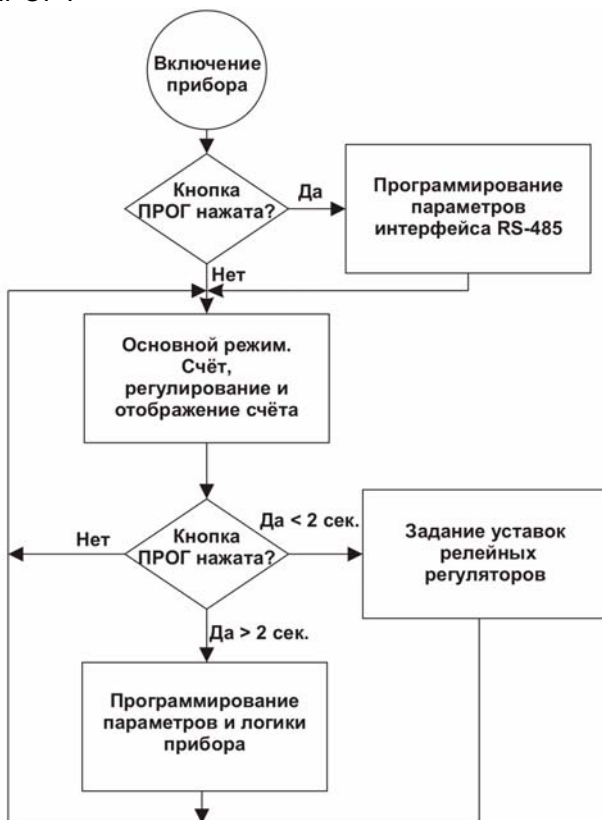 Включение
прибора
Кнопка
ПРОГ нажата?
Да
Программирование
параметров
интерфейса RS-485
Нет
Основной режим.
Счёт,
регулирование и
отображение счёта
Нет
Кнопка
ПРОГ нажата?
Да < 2 сек.
Задание уставок
релейных
регуляторов
Да > 2 сек.
Программирование
параметров и логики
прибора